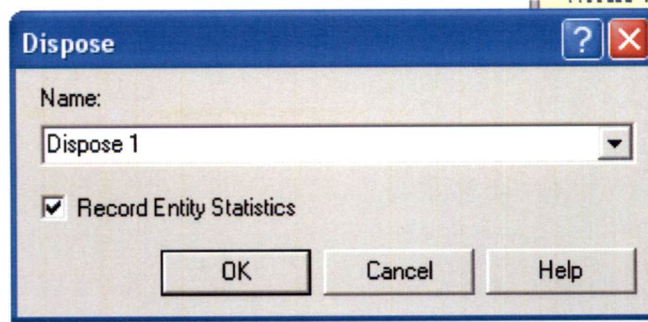 Dispose
Name:
Dispose 1
Record Entity Statistics
OK Cancel Help